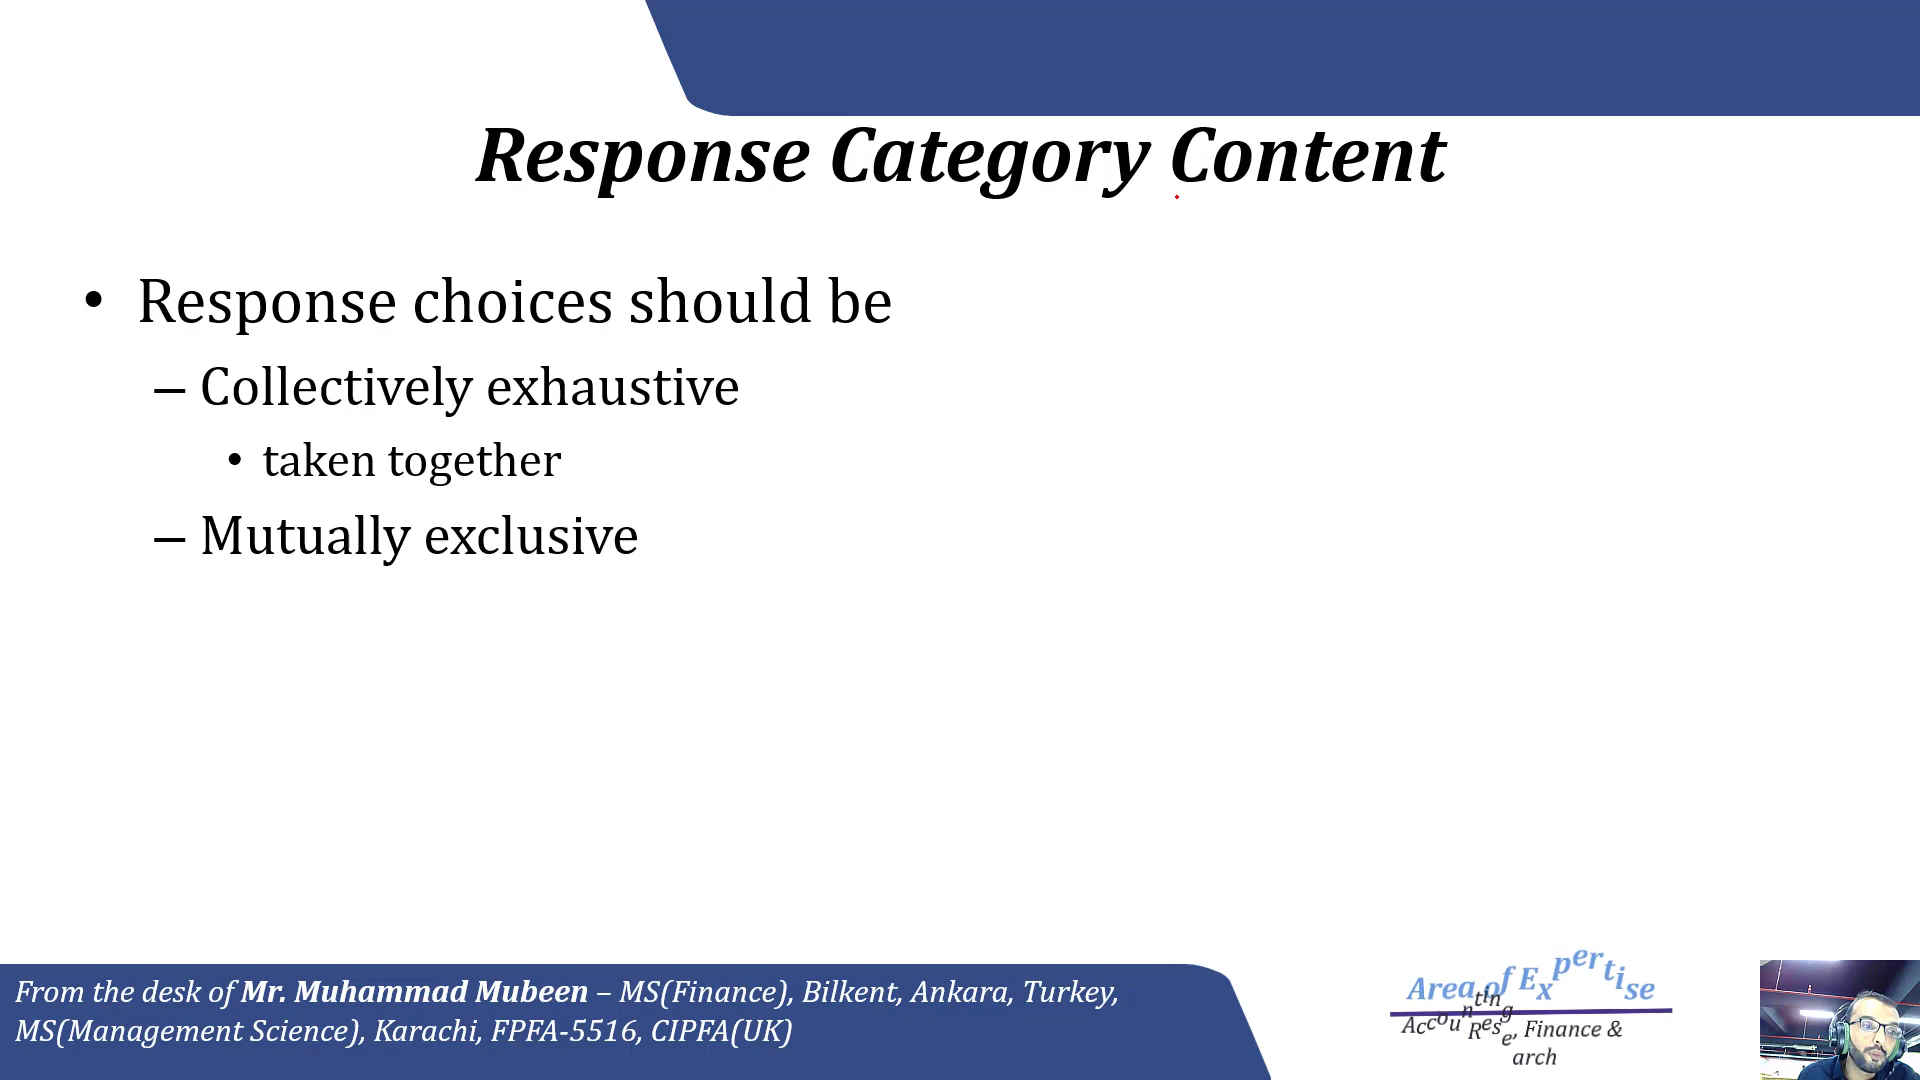 Response Category Content
• Response choices should be
– Collectively exhaustive
• taken together
– Mutually exclusive
From the desk of Mr. Muhammad Mubeen – MS(Finance), Bilkent, Ankara, Turkey,
MS(Management Science), Karachi, FPFA-5516, CIPFA(UK)
Area of Expertise
Accounting, Finance &
Research